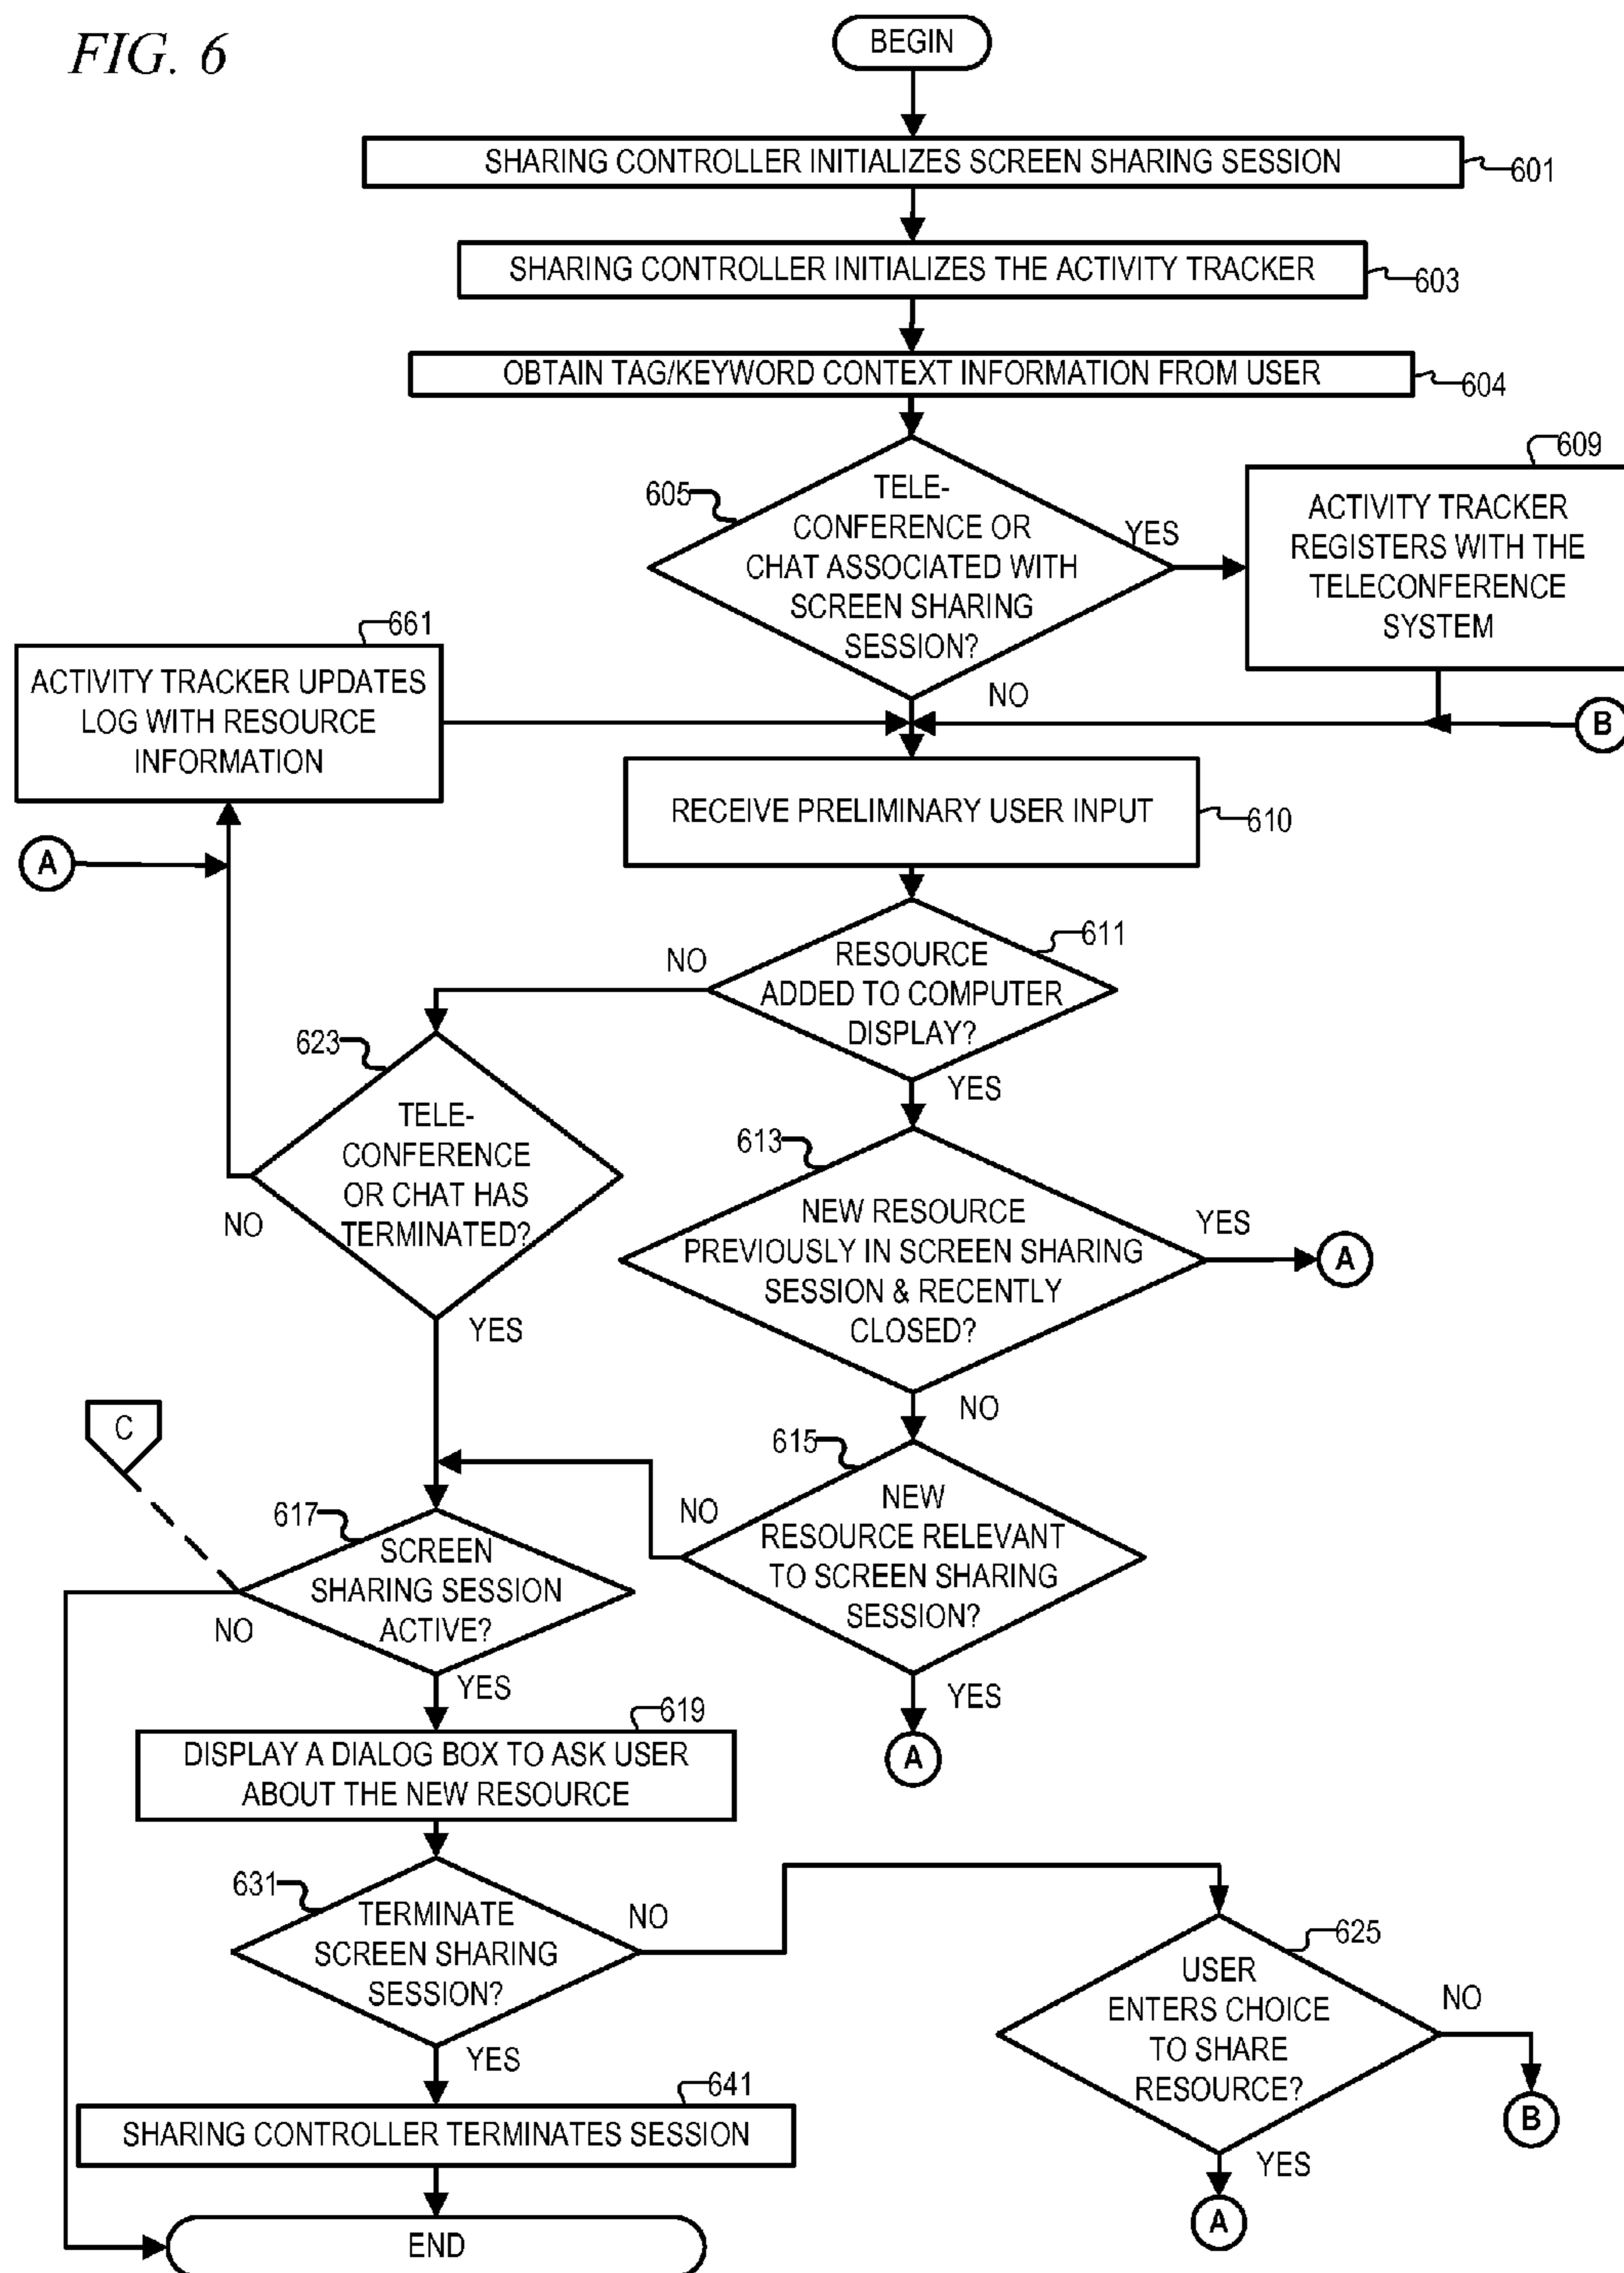 FIG. 6
BEGIN
SHARING CONTROLLER INITIALIZES SCREEN SHARING SESSION
601
SHARING CONTROLLER INITIALIZES THE ACTIVITY TRACKER
603
OBTAIN TAG/KEYWORD CONTEXT INFORMATION FROM USER
604
605
TELE-
CONFERENCE OR
CHAT ASSOCIATED WITH
SCREEN SHARING
SESSION?
YES
NO
609
ACTIVITY TRACKER
REGISTERS WITH THE
TELECONFERENCE
SYSTEM
661
ACTIVITY TRACKER UPDATES
LOG WITH RESOURCE
INFORMATION
B
A
RECEIVE PRELIMINARY USER INPUT
610
611
RESOURCE
ADDED TO COMPUTER
DISPLAY?
NO
YES
623
TELE-
CONFERENCE
OR CHAT HAS
TERMINATED?
NO
YES
613
NEW RESOURCE
PREVIOUSLY IN SCREEN SHARING
SESSION & RECENTLY
CLOSED?
YES
A
NO
C
615
NEW
RESOURCE RELEVANT
TO SCREEN SHARING
SESSION?
NO
YES
A
617
SCREEN
SHARING SESSION
ACTIVE?
NO
YES
619
DISPLAY A DIALOG BOX TO ASK USER
ABOUT THE NEW RESOURCE
631
TERMINATE
SCREEN SHARING
SESSION?
NO
YES
625
USER
ENTERS CHOICE
TO SHARE
RESOURCE?
NO
B
YES
A
641
SHARING CONTROLLER TERMINATES SESSION
END